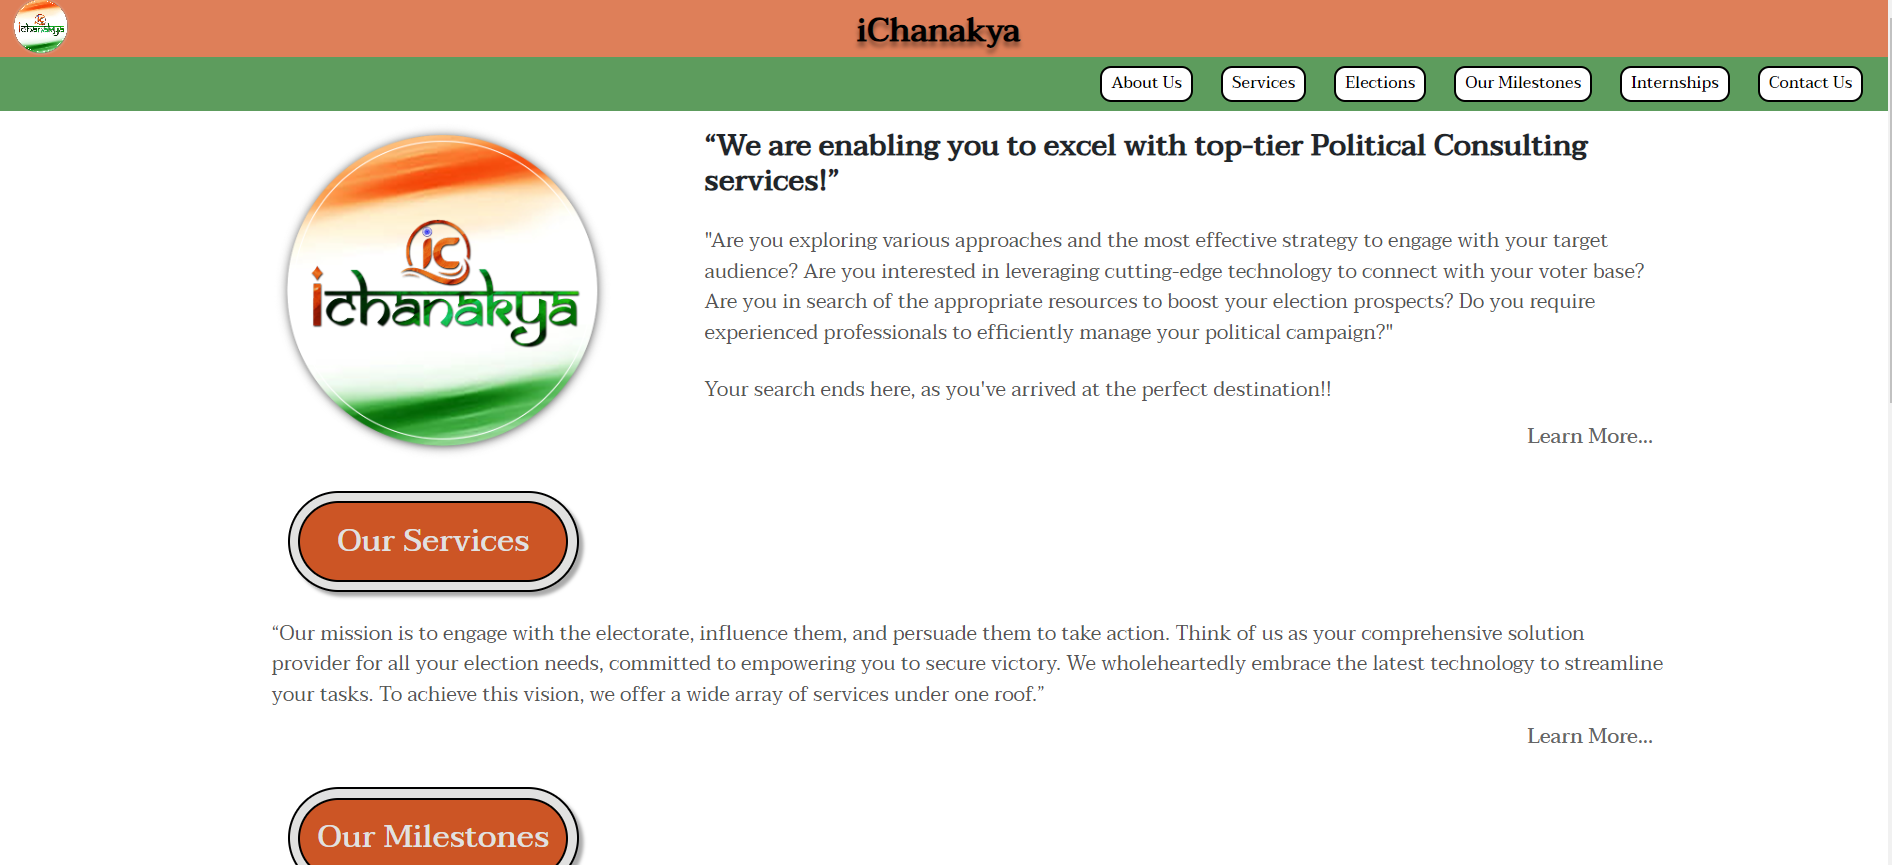 ichanakya
iChanakya
About Us
Services
Elections
Our Milestones
Internships
Contact Us
ic
ichanakya
“We are enabling you to excel with top-tier Political Consulting
services!”
"Are you exploring various approaches and the most effective strategy to engage with your target
audience? Are you interested in leveraging cutting-edge technology to connect with your voter base?
Are you in search of the appropriate resources to boost your election prospects? Do you require
experienced professionals to efficiently manage your political campaign?"
Your search ends here, as you've arrived at the perfect destination!!
Learn More...
Our Services
“Our mission is to engage with the electorate, influence them, and persuade them to take action. Think of us as your comprehensive solution
provider for all your election needs, committed to empowering you to secure victory. We wholeheartedly embrace the latest technology to streamline
your tasks. To achieve this vision, we offer a wide array of services under one roof.”
Learn More...
Our Milestones